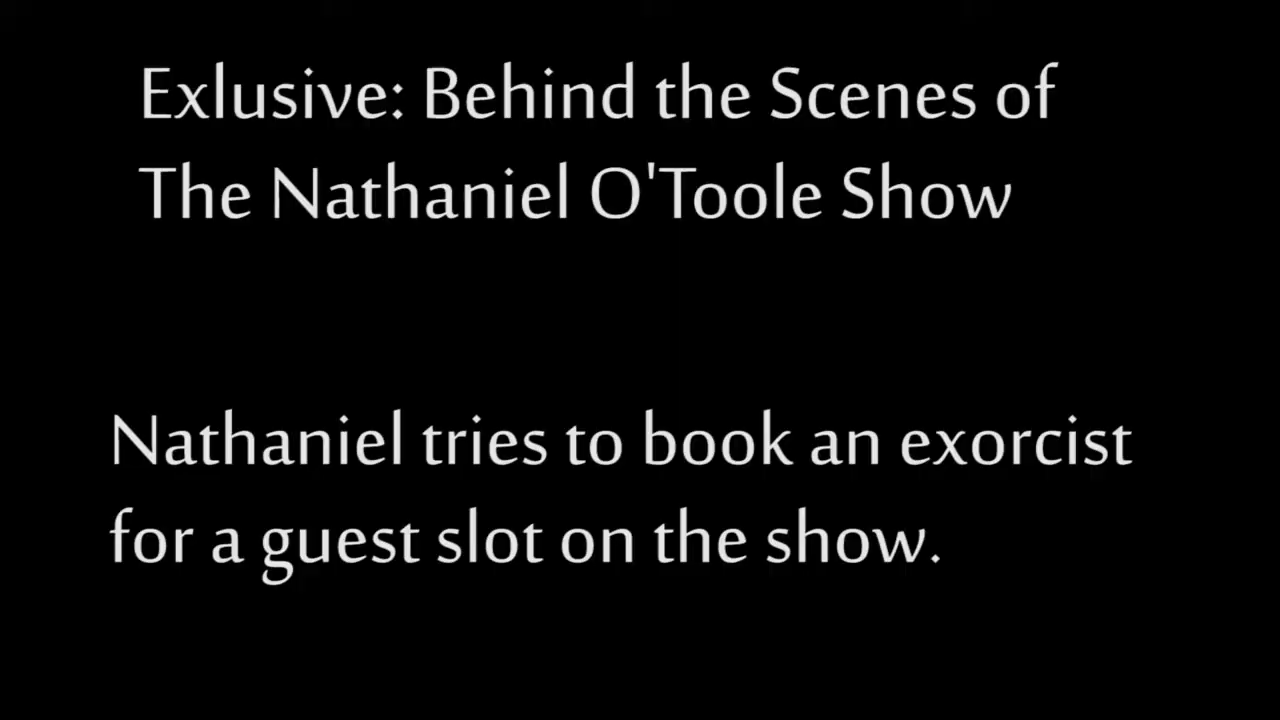 Exlusive: Behind the Scenes of
The Nathaniel O'Toole Show
Nathaniel tries to book an exorcist
for a guest slot on the show.